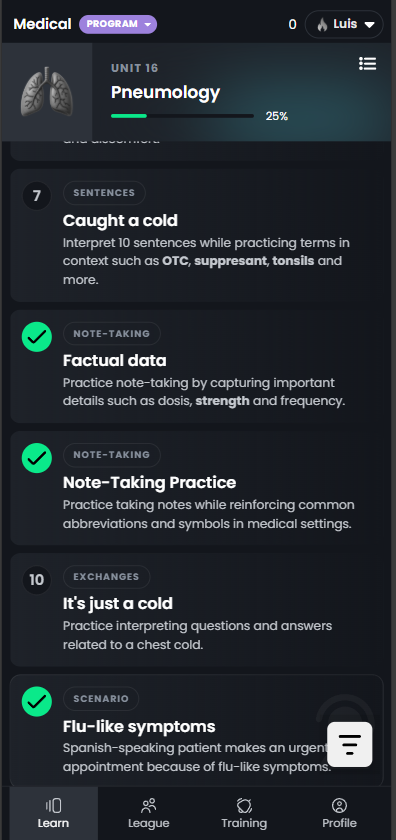 Medical PROGRAM 0 Luis
UNIT 16
Pneumology
25%
and discomfort.
7 SENTENCES
Caught a cold
Interpret 10 sentences while practicing terms in
context such as OTC, suppresant, tonsils and
more.
NOTE-TAKING
Factual data
Practice note-taking by capturing important
details such as dosis, strength and frequency.
NOTE-TAKING
Note-Taking Practice
Practice taking notes while reinforcing common
abbreviations and symbols in medical settings.
10 EXCHANGES
It's just a cold
Practice interpreting questions and answers
related to a chest cold.
SCENARIO
Flu-like symptoms
Spanish-speaking patient makes an urgent
appointment because of flu-like symptoms.
Learn League Training Profile